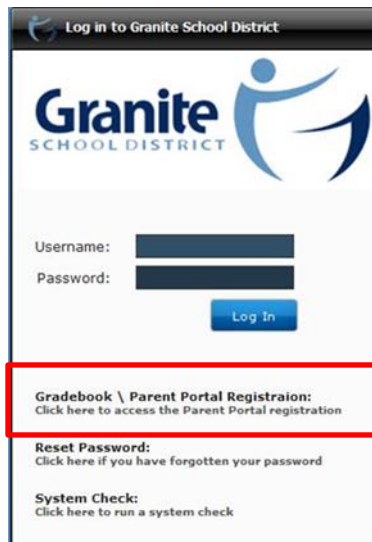 Log in to Granite School District
Granite
SCHOOL DISTRICT
Username:
Password:
Log In
Gradebook \ Parent Portal Registraion:
Click here to access the Parent Portal registration
Reset Password:
Click here if you have forgotten your password
System Check:
Click here to run a system check